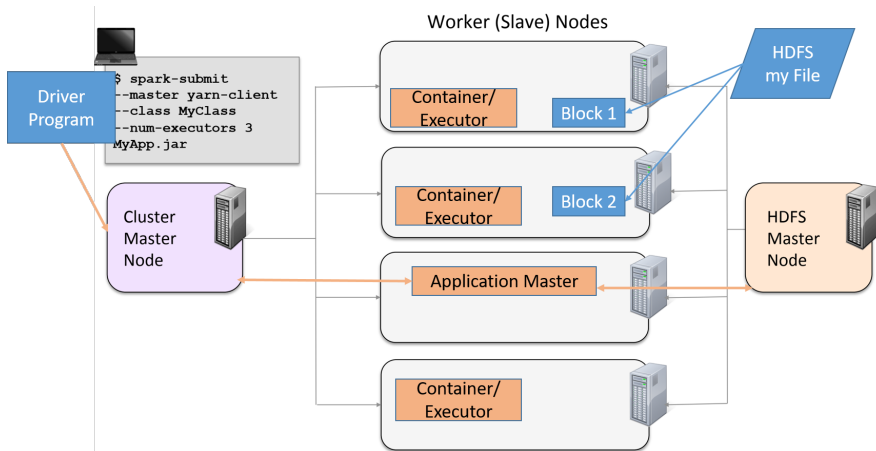 Worker (Slave) Nodes
Driver
Program
$ spark-submit
--master yarn-client
--class MyClass
--num-executors 3
MyApp.jar
Container/
Executor
Block 1
HDFS
my File
Container/
Executor
Block 2
Cluster
Master
Node
Application Master
HDFS
Master
Node
Container/
Executor